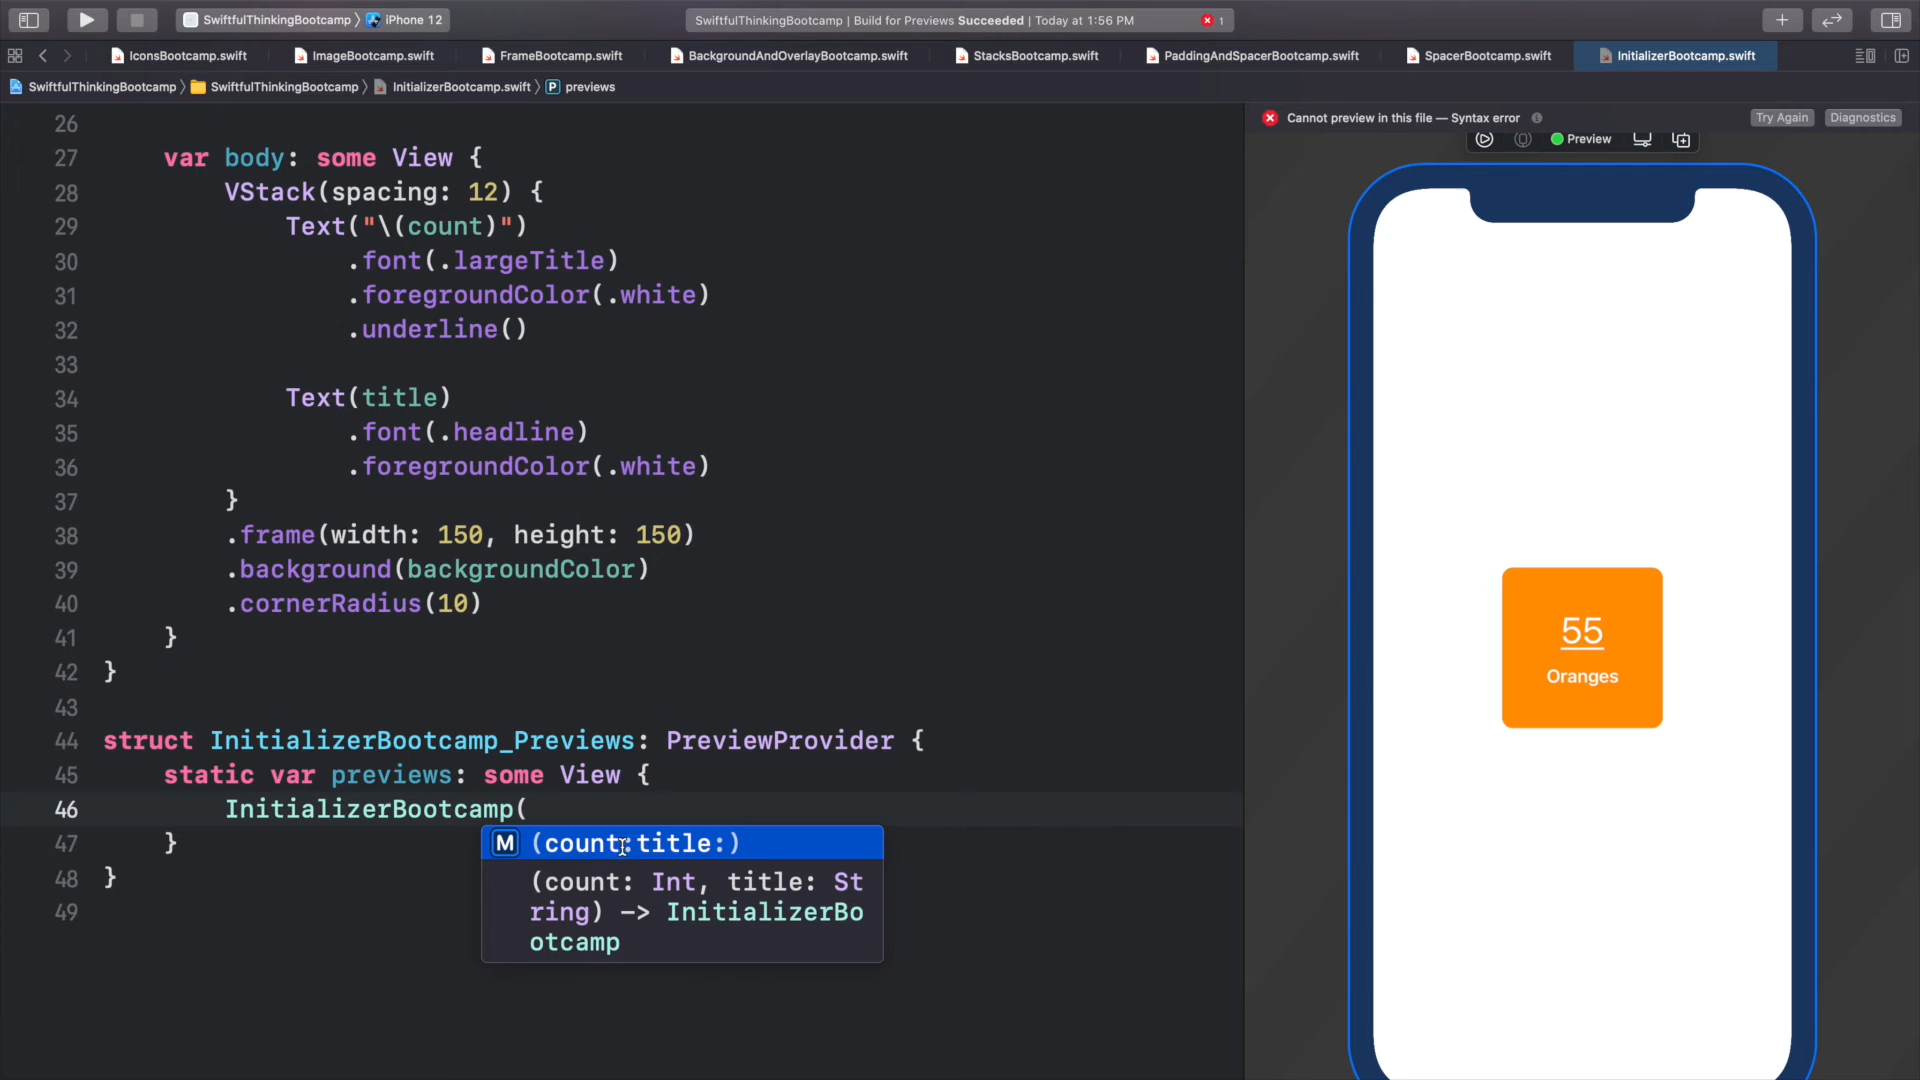 SwiftfulThinkingBootcamp 〉 iPhone 12
SwiftfulThinkingBootcamp | Build for Previews Succeeded | Today at 1:56 PM
1
IconsBootcamp.swift
ImageBootcamp.swift
FrameBootcamp.swift
BackgroundAndOverlayBootcamp.swift
StacksBootcamp.swift
PaddingAndSpacerBootcamp.swift
SpacerBootcamp.swift
InitializerBootcamp.swift
SwiftfulThinkingBootcamp 〉 SwiftfulThinkingBootcamp 〉 InitializerBootcamp.swift 〉 P previews
Cannot preview in this file — Syntax error
Try Again
Diagnostics
Preview
26
27 var body: some View {
28 VStack(spacing: 12) {
29 Text("\(count)")
30 .font(.largeTitle)
31 .foregroundColor(.white)
32 .underline()
33
34 Text(title)
35 .font(.headline)
36 .foregroundColor(.white)
37 }
38 .frame(width: 150, height: 150)
39 .background(backgroundColor)
40 .cornerRadius(10)
41 }
42 }
43
44 struct InitializerBootcamp_Previews: PreviewProvider {
45 static var previews: some View {
46 InitializerBootcamp(
47 }
48 }
49
M (count:title:)
(count: Int, title: St
ring) -> InitializerBo
otcamp
55
Oranges